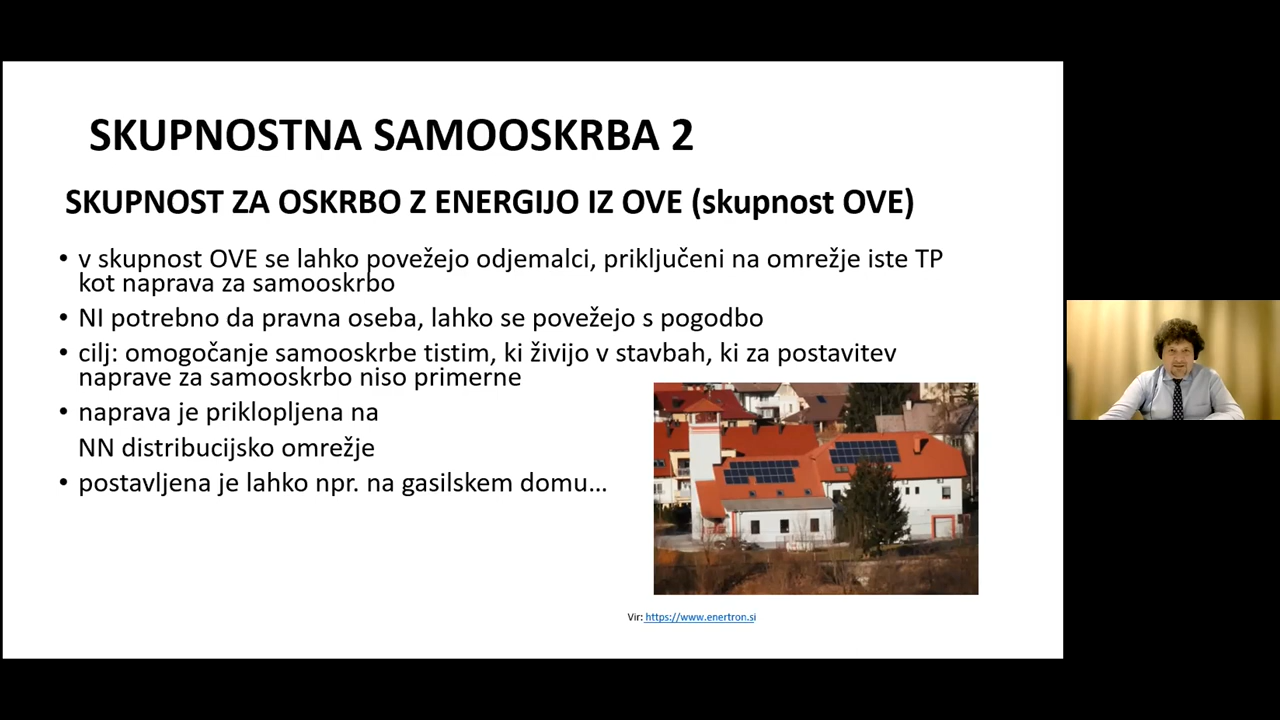 SKUPNOSTNA SAMOOSKRBA 2
SKUPNOST ZA OSKRBO Z ENERGIJO IZ OVE (skupnost OVE)
• v skupnost OVE se lahko povežejo odjemalci, priključeni na omrežje iste TP
kot naprava za samooskrbo
• NI potrebno da pravna oseba, lahko se povežejo s pogodbo
• cilj: omogočanje samooskrbe tistim, ki živijo v stavbah, ki za postavitev
naprave za samooskrbo niso primerne
• naprava je priklopljena na
NN distribucijsko omrežje
• postavljena je lahko npr. na gasilskem domu…
Vir: https://www.enertron.si